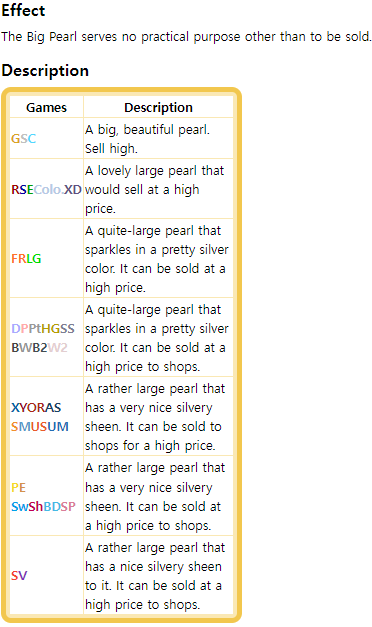 Effect
The Big Pearl serves no practical purpose other than to be sold.
Description
Games Description
GSC
A big, beautiful pearl.
Sell high.
RSEColo.XD
A lovely large pearl that
would sell at a high
price.
FRLG
A quite-large pearl that
sparkles in a pretty silver
color. It can be sold at a
high price.
DPPtHGSS
BWB2W2
A quite-large pearl that
sparkles in a pretty silver
color. It can be sold at a
high price to shops.
XYORAS
SMUSUM
A rather large pearl that
has a very nice silvery
sheen. It can be sold to
shops for a high price.
PE
SwShBDSP
A rather large pearl that
has a very nice silvery
sheen. It can be sold at
a high price to shops.
SV
A rather large pearl that
has a nice silvery sheen
to it. It can be sold at a
high price to shops.